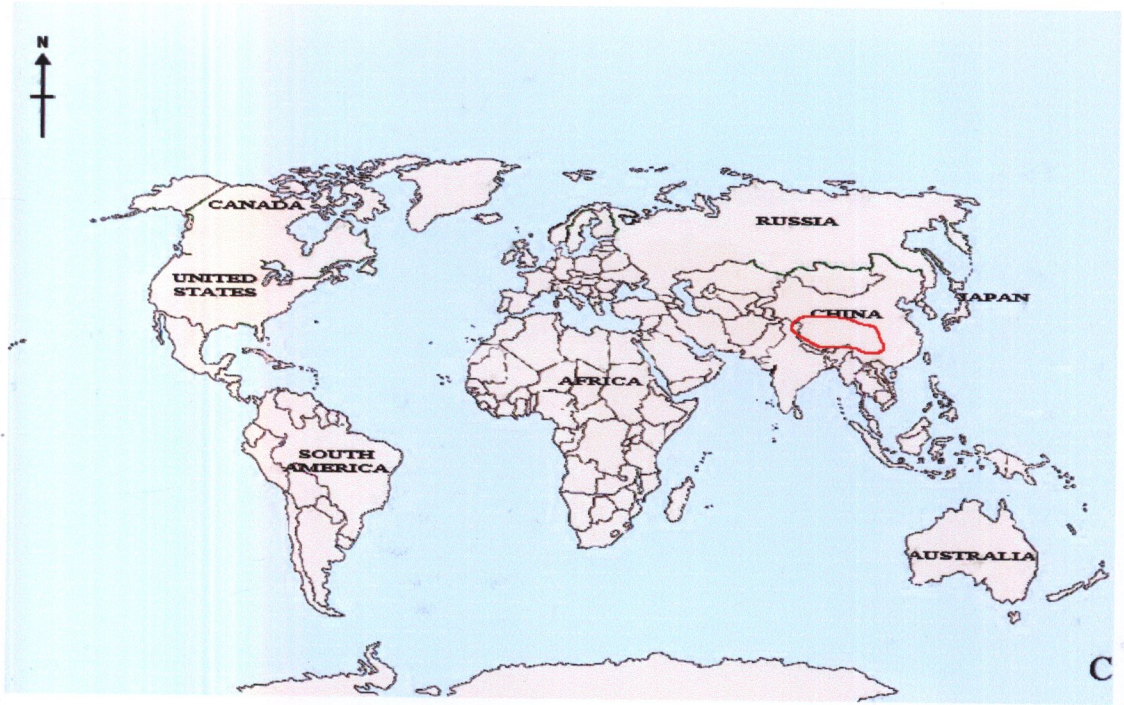 N
CANADA
RUSSIA
UNITED
STATES
JAPAN
CHINA
AFRICA
SOUTH
AMERICA
AUSTRALIA
C